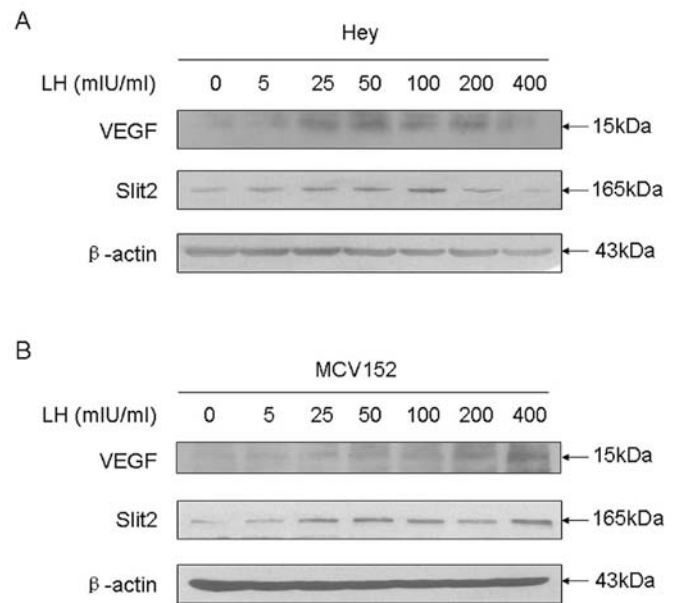 A
Hey
LH (mIU/ml) 0 5 25 50 100 200 400
VEGF 15kDa
Slit2 165kDa
β-actin 43kDa
B
MCV152
LH (mIU/ml) 0 5 25 50 100 200 400
VEGF 15kDa
Slit2 165kDa
β-actin 43kDa